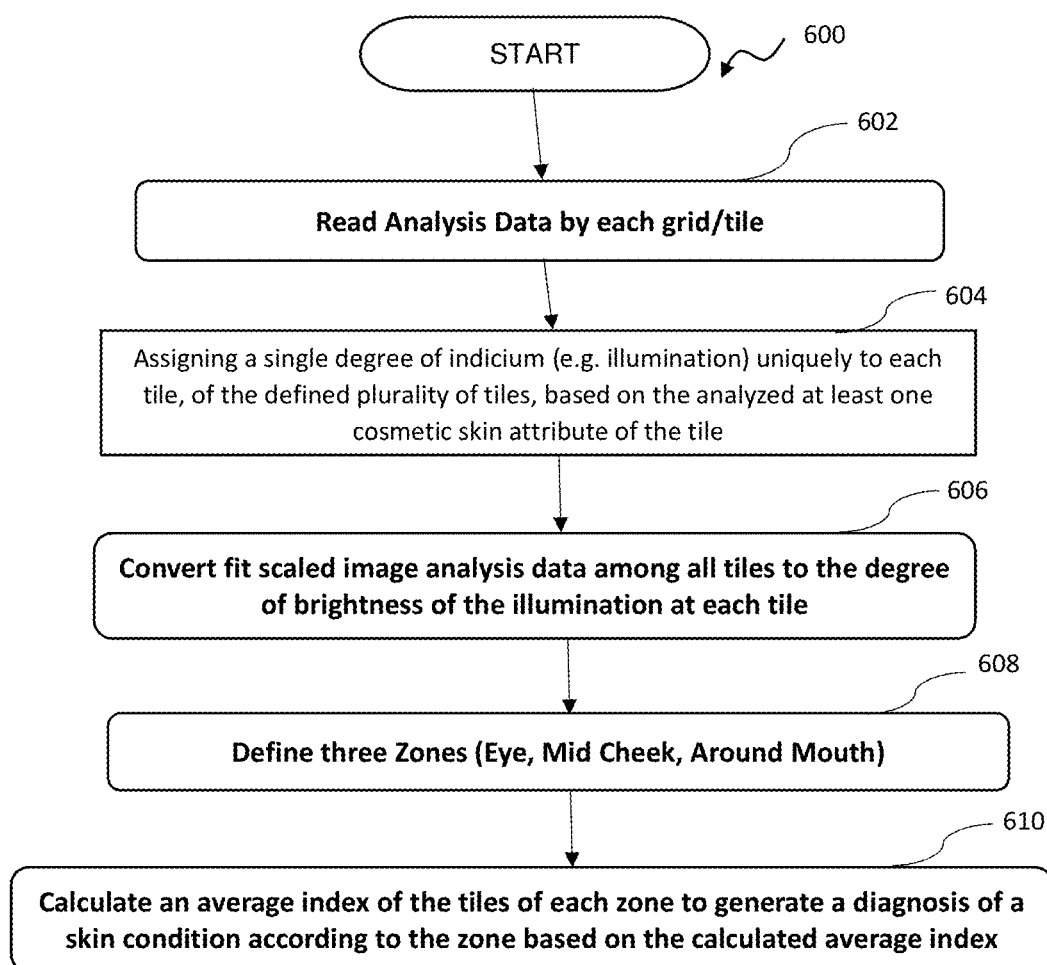 START
600
602
Read Analysis Data by each grid/tile
604
Assigning a single degree of indicium (e.g. illumination) uniquely to each
tile, of the defined plurality of tiles, based on the analyzed at least one
cosmetic skin attribute of the tile
606
Convert fit scaled image analysis data among all tiles to the degree
of brightness of the illumination at each tile
608
Define three Zones (Eye, Mid Cheek, Around Mouth)
610
Calculate an average index of the tiles of each zone to generate a diagnosis of a
skin condition according to the zone based on the calculated average index